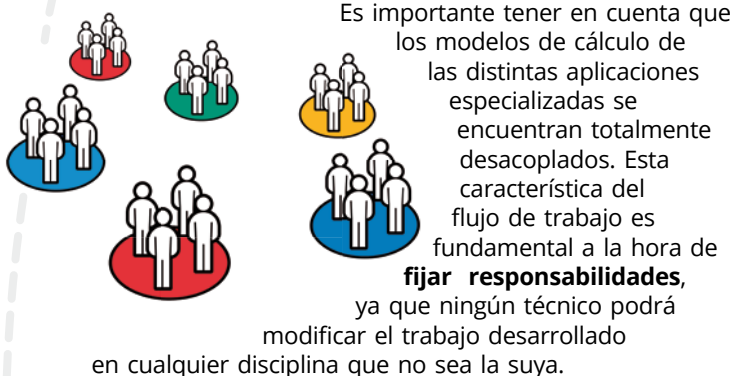 Es importante tener en cuenta que
los modelos de cálculo de
las distintas aplicaciones
especializadas se
encuentran totalmente
desacoplados. Esta
característica del
flujo de trabajo es
fundamental a la hora de
fijar responsabilidades,
ya que ningún técnico podrá
modificar el trabajo desarrollado
en cualquier disciplina que no sea la suya.